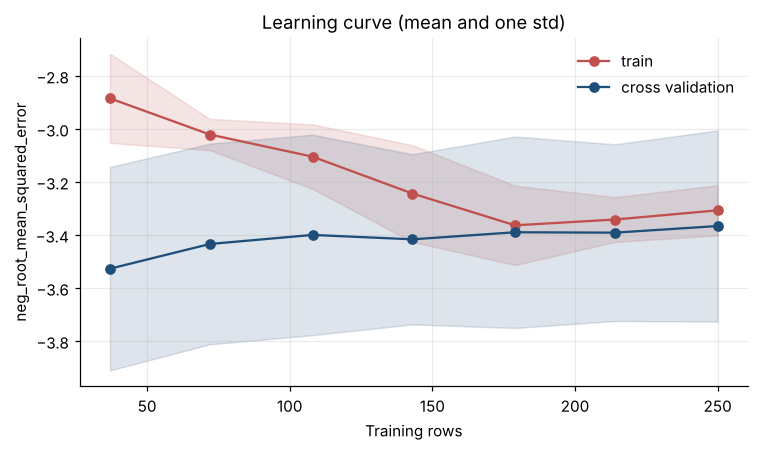 Learning curve (mean and one std)
train
cross validation
neg_root_mean_squared_error
−2.8
−3.0
−3.2
−3.4
−3.6
−3.8
50
100
150
200
250
Training rows